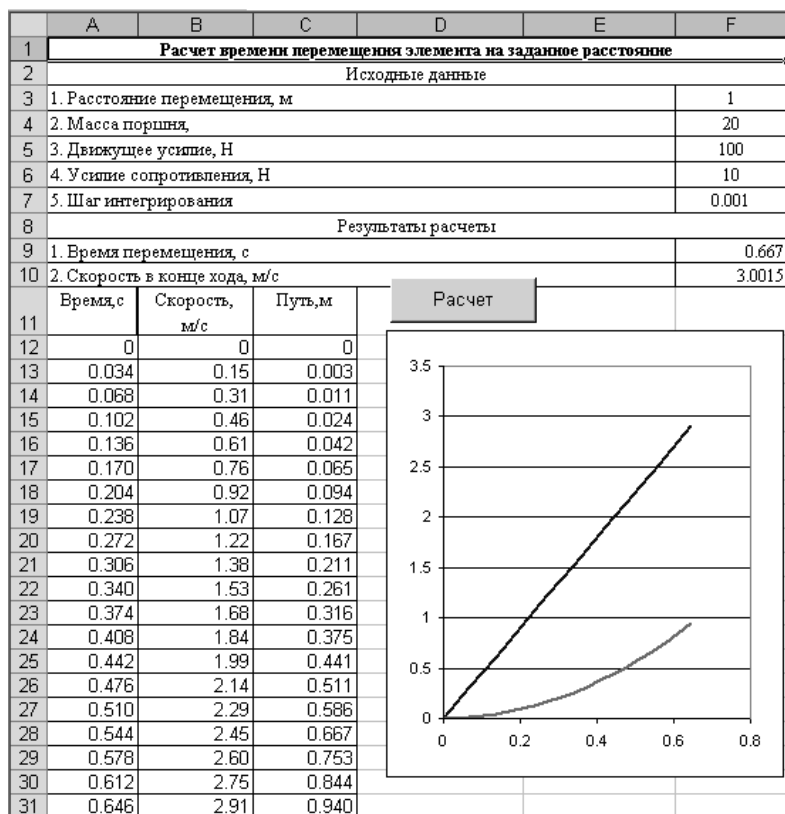 A B C D E F
1 Расчет времени перемещения элемента на заданное расстояние
2 Исходные данные
3 1. Расстояние перемещения, м 1
4 2. Масса поршня, 20
5 3. Движущее усилие, Н 100
6 4. Усилие сопротивления, Н 10
7 5. Шаг интегрирования 0.001
8 Результаты расчеты
9 1. Время перемещения, с 0.667
10 2. Скорость в конце хода, м/с 3.0015
11 Время,с Скорость, м/с Путь,м
Расчет
12 0 0 0
13 0.034 0.15 0.003
14 0.068 0.31 0.011
15 0.102 0.46 0.024
16 0.136 0.61 0.042
17 0.170 0.76 0.065
18 0.204 0.92 0.094
19 0.238 1.07 0.128
20 0.272 1.22 0.167
21 0.306 1.38 0.211
22 0.340 1.53 0.261
23 0.374 1.68 0.316
24 0.408 1.84 0.375
25 0.442 1.99 0.441
26 0.476 2.14 0.511
27 0.510 2.29 0.586
28 0.544 2.45 0.667
29 0.578 2.60 0.753
30 0.612 2.75 0.844
31 0.646 2.91 0.940
3.5
3
2.5
2
1.5
1
0.5
0
0 0.2 0.4 0.6 0.8